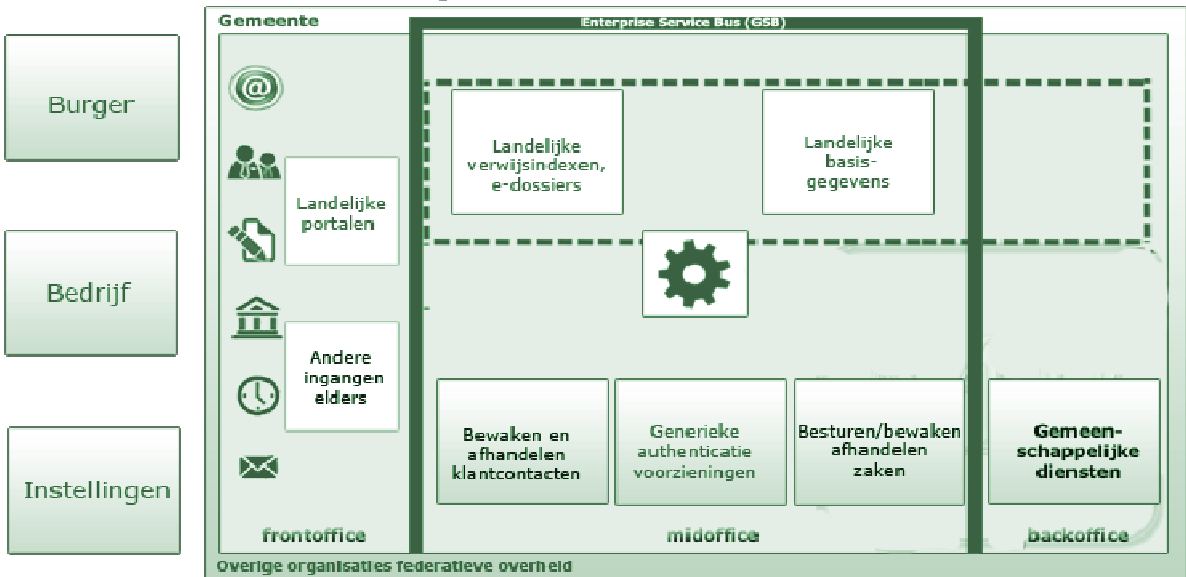 Gemeente
Enterprise Service Bus (GSB)
Burger
Bedrijf
Instellingen
@
Landelijke
portalen
Andere
ingangen
elders
Landelijke
verwijsindexen,
e-dossiers
Landelijke
basis-
gegevens
Bewaken en
afhandelen
klantcontacten
Generieke
authenticatie
voorzieningen
Besturen/bewaken
afhandelen
zaken
Gemeen-
schappelijke
diensten
frontoffice
midoffice
backoffice
Overige organisaties federatieve overheid